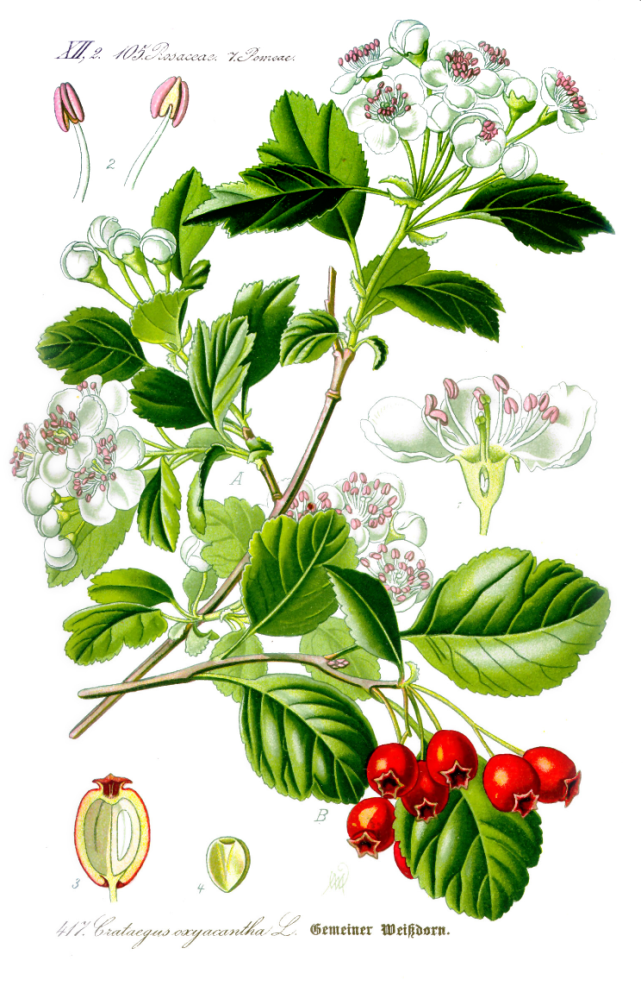 XII, 2. 105. Rosaceae. 7. Pomeae.
2
A
1
B
3
4
417. Crataegus oxyacantha L. Gemeiner Weißdorn.